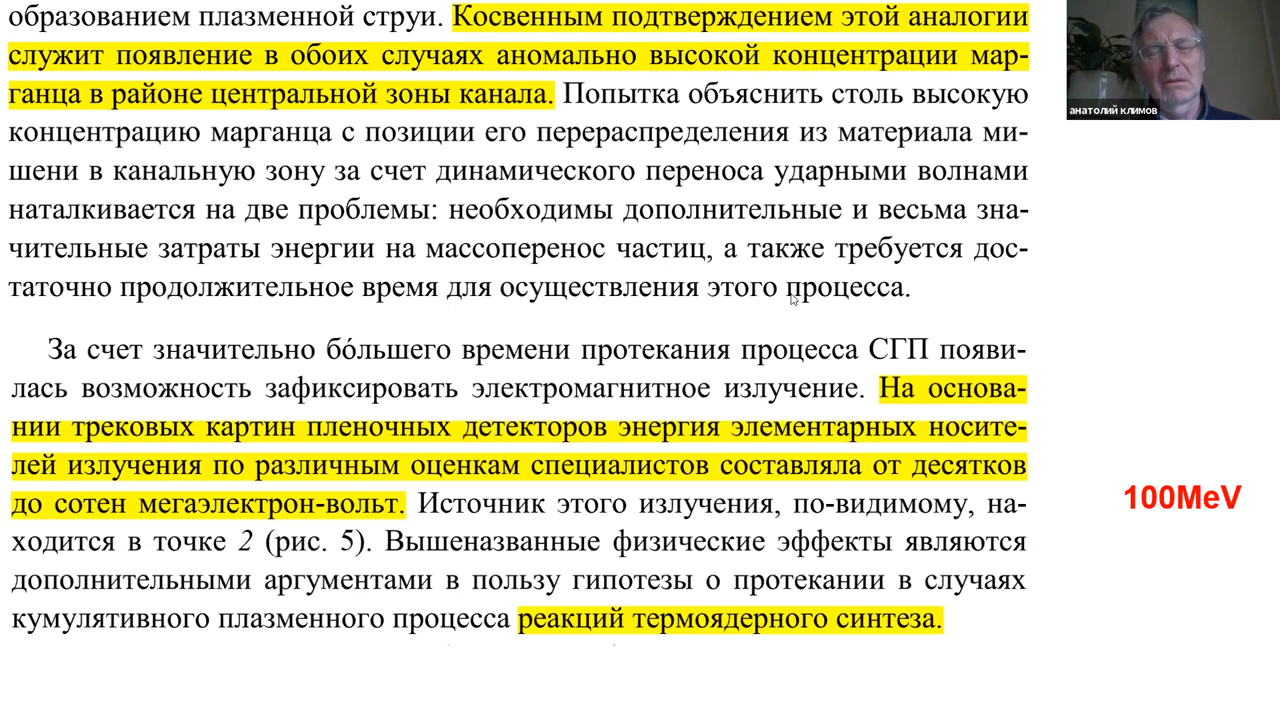 образованием плазменной струи. Косвенным подтверждением этой аналогии
служит появление в обоих случаях аномально высокой концентрации мар-
ганца в районе центральной зоны канала. Попытка объяснить столь высокую
концентрацию марганца с позиции его перераспределения из материала ми-
шени в канальную зону за счет динамического переноса ударными волнами
наталкивается на две проблемы: необходимы дополнительные и весьма зна-
чительные затраты энергии на массоперенос частиц, а также требуется дос-
таточно продолжительное время для осуществления этого процесса.
За счет значительно бо́льшего времени протекания процесса СГП появи-
лась возможность зафиксировать электромагнитное излучение. На основа-
нии трековых картин пленочных детекторов энергия элементарных носите-
лей излучения по различным оценкам специалистов составляла от десятков
до сотен мегаэлектрон-вольт. Источник этого излучения, по-видимому, на-
ходится в точке 2 (рис. 5). Вышеназванные физические эффекты являются
дополнительными аргументами в пользу гипотезы о протекании в случаях
кумулятивного плазменного процесса реакций термоядерного синтеза.
анатолий климов
100MeV